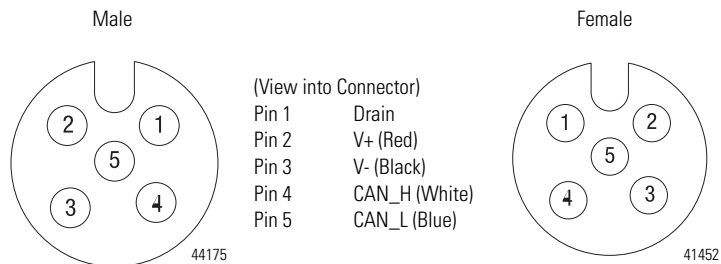 Male
Female
2
1
5
3
4
44175
(View into Connector)
Pin 1 Drain
Pin 2 V+ (Red)
Pin 3 V- (Black)
Pin 4 CAN_H (White)
Pin 5 CAN_L (Blue)
1
2
5
4
3
41452